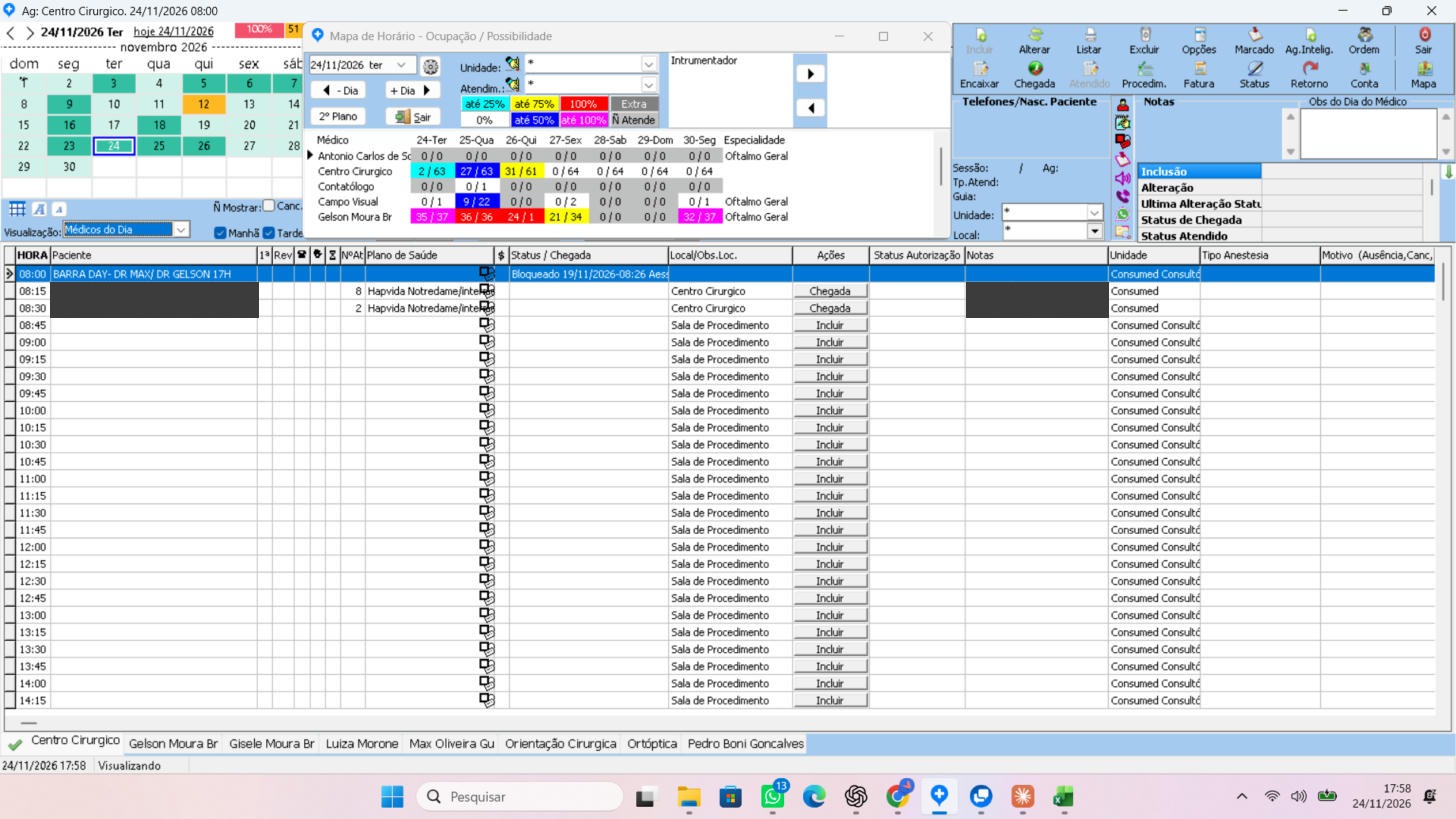 Ag: Centro Cirurgico. 24/11/2026 08:00
24/11/2026 Ter hoje 24/11/2026 100% 51
novembro 2026
dom seg ter qua qui sex sáb
1 2 3 4 5 6 7
8 9 10 11 12 13 14
15 16 17 18 19 20 21
22 23 24 25 26 27 28
29 30
A a Ñ Mostrar: Canc.
Visualização: Médicos do Dia Manhã Tarde
Mapa de Horário - Ocupação / Possibilidade
24/11/2026 ter
- Dia + Dia
2º Plano Sair
Unidade: *
Atendim.: *
até 25% até 75% 100% Extra
0% até 50% até 100% Ñ Atende
Instrumentador
Médico 24-Ter 25-Qua 26-Qui 27-Sex 28-Sab 29-Dom 30-Seg Especialidade
Antonio Carlos de Sc 0 / 0 0 / 0 0 / 0 0 / 0 0 / 0 0 / 0 0 / 0 Oftalmo Geral
Centro Cirurgico 2 / 63 27 / 63 31 / 61 0 / 64 0 / 64 0 / 64 0 / 64
Contatólogo 0 / 0 0 / 1 0 / 0 0 / 0 0 / 0 0 / 0 0 / 0
Campo Visual 0 / 1 9 / 22 0 / 0 0 / 2 0 / 0 0 / 0 0 / 1 Oftalmo Geral
Gelson Moura Br 35 / 37 36 / 36 24 / 1 21 / 34 0 / 0 0 / 0 32 / 37 Oftalmo Geral
Incluir Alterar Listar Excluir Opções Marcado Ag.Intelig. Ordem Sair
Encaixar Chegada Atendido Procedim. Fatura Status Retorno Conta Mapa
Telefones/Nasc. Paciente
Sessão: / Ag:
Tp.Atend:
Guia:
Unidade: *
Local: *
Notas
Obs do Dia do Médico
Inclusão
Alteração
Ultima Alteração Statu
Status de Chegada
Status Atendido
HORA Paciente 1ª Rev NºAt Plano de Saúde $ Status / Chegada Local/Obs.Loc. Ações Status Autorização Notas Unidade Tipo Anestesia Motivo (Ausência,Canc,
08:00 BARRA DAY- DR MAX/ DR GELSON 17H Bloqueado 19/11/2026-08:26 Aess Consumed Consultó
08:15 8 Hapvida Notredame/inte Centro Cirurgico Chegada Consumed
08:30 2 Hapvida Notredame/inte Centro Cirurgico Chegada Consumed
08:45 Sala de Procedimento Incluir Consumed Consultó
09:00 Sala de Procedimento Incluir Consumed Consultó
09:15 Sala de Procedimento Incluir Consumed Consultó
09:30 Sala de Procedimento Incluir Consumed Consultó
09:45 Sala de Procedimento Incluir Consumed Consultó
10:00 Sala de Procedimento Incluir Consumed Consultó
10:15 Sala de Procedimento Incluir Consumed Consultó
10:30 Sala de Procedimento Incluir Consumed Consultó
10:45 Sala de Procedimento Incluir Consumed Consultó
11:00 Sala de Procedimento Incluir Consumed Consultó
11:15 Sala de Procedimento Incluir Consumed Consultó
11:30 Sala de Procedimento Incluir Consumed Consultó
11:45 Sala de Procedimento Incluir Consumed Consultó
12:00 Sala de Procedimento Incluir Consumed Consultó
12:15 Sala de Procedimento Incluir Consumed Consultó
12:30 Sala de Procedimento Incluir Consumed Consultó
12:45 Sala de Procedimento Incluir Consumed Consultó
13:00 Sala de Procedimento Incluir Consumed Consultó
13:15 Sala de Procedimento Incluir Consumed Consultó
13:30 Sala de Procedimento Incluir Consumed Consultó
13:45 Sala de Procedimento Incluir Consumed Consultó
14:00 Sala de Procedimento Incluir Consumed Consultó
14:15 Sala de Procedimento Incluir Consumed Consultó
Centro Cirurgico Gelson Moura Br Gisele Moura Br Luiza Morone Max Oliveira Gu Orientação Cirurgica Ortóptica Pedro Boni Goncalves
24/11/2026 17:58 Visualizando
Pesquisar 13 17:58
24/11/2026